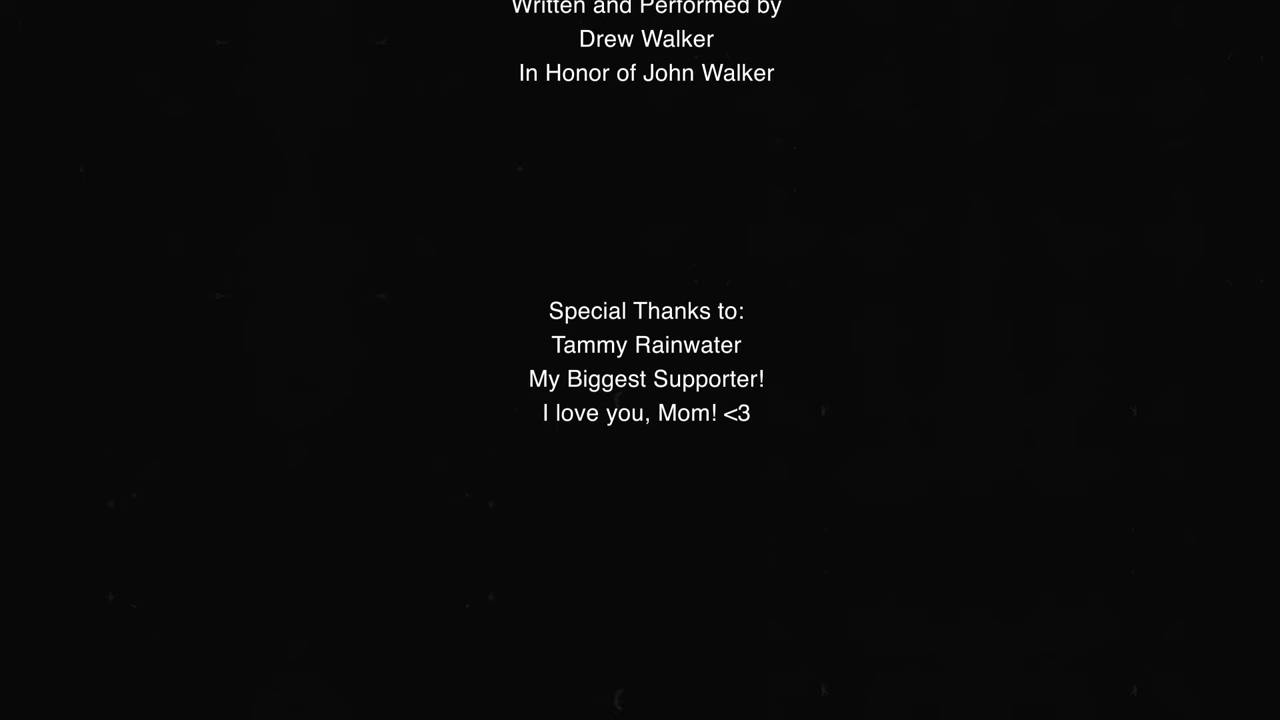 Written and Performed by
Drew Walker
In Honor of John Walker
Special Thanks to:
Tammy Rainwater
My Biggest Supporter!
I love you, Mom! <3